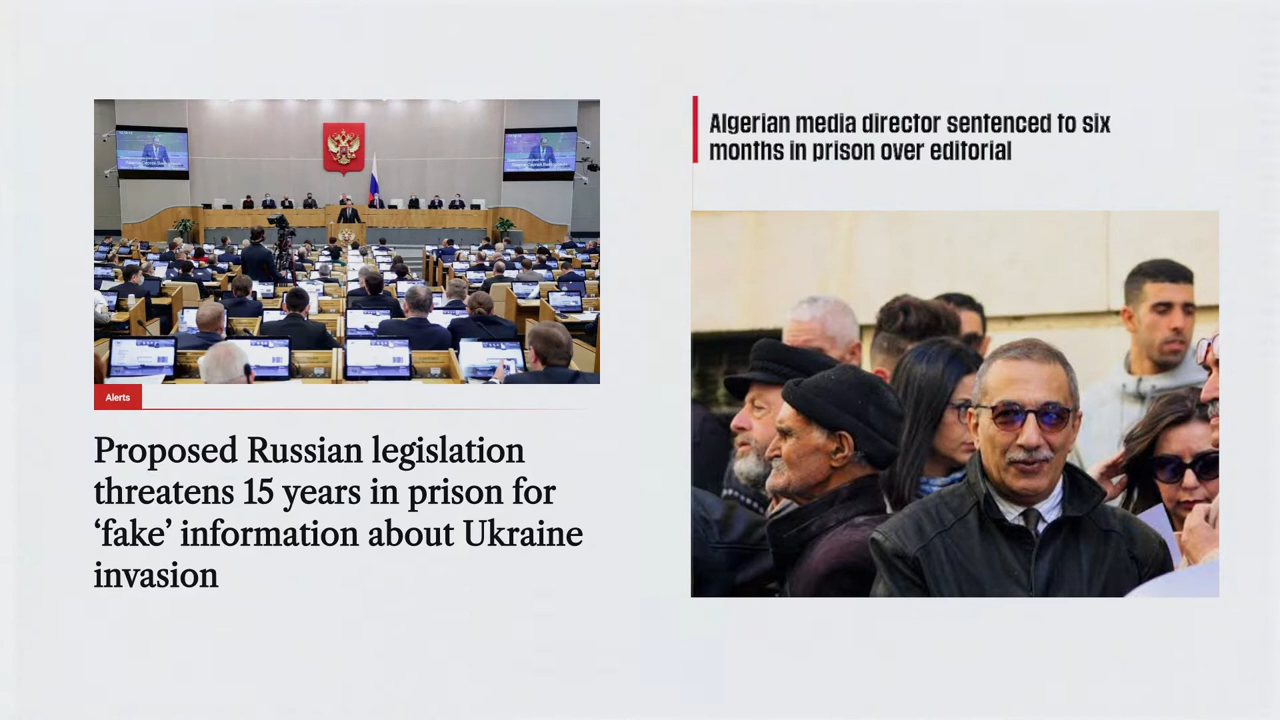 Alerts
Proposed Russian legislation
threatens 15 years in prison for
‘fake’ information about Ukraine
invasion
Algerian media director sentenced to six
months in prison over editorial